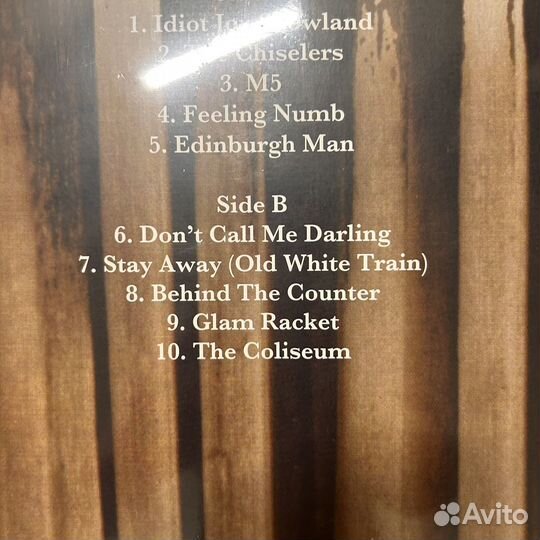 1. Idiot
2. Chiselers
3. M5
4. Feeling Numb
5. Edinburgh Man
Side B
6. Don't Call Me Darling
7. Stay Away (Old White Train)
8. Behind The Counter
9. Glam Racket
10. The Coliseum
Avito